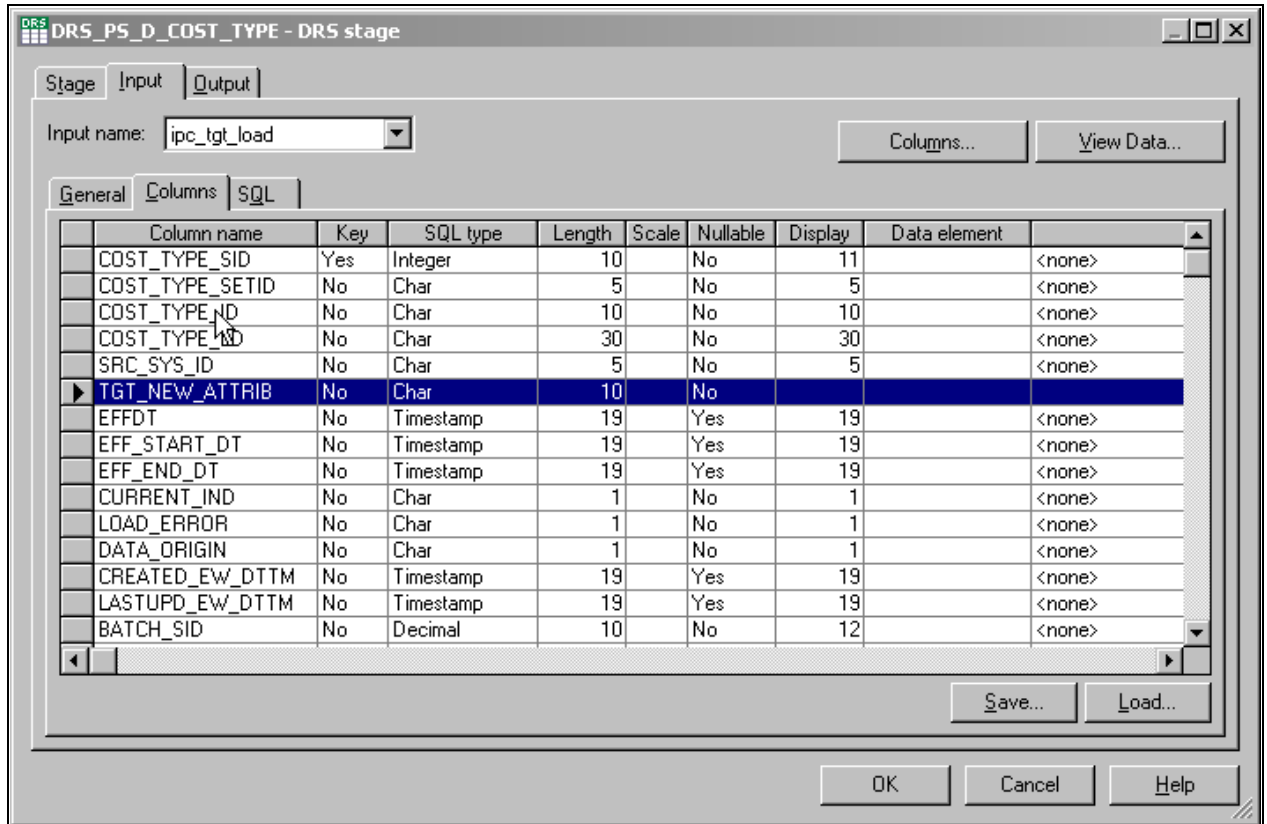 DRS DRS_PS_D_COST_TYPE - DRS stage
Stage Input Output
Input name: ipc_tgt_load Columns... View Data...
General Columns SQL
Column name Key SQL type Length Scale Nullable Display Data element
COST_TYPE_SID Yes Integer 10 No 11 <none>
COST_TYPE_SETID No Char 5 No 5 <none>
COST_TYPE_ID No Char 10 No 10 <none>
No Char 30 No 30 <none>
SRC_SYS_ID No Char 5 No 5 <none>
TGT_NEW_ATTRIB No Char 10 No
EFFDT No Timestamp 19 Yes 19 <none>
EFF_START_DT No Timestamp 19 Yes 19 <none>
EFF_END_DT No Timestamp 19 Yes 19 <none>
CURRENT_IND No Char 1 No 1 <none>
LOAD_ERROR No Char 1 No 1 <none>
DATA_ORIGIN No Char 1 No 1 <none>
CREATED_EW_DTTM No Timestamp 19 Yes 19 <none>
LASTUPD_EW_DTTM No Timestamp 19 Yes 19 <none>
BATCH_SID No Decimal 10 No 12 <none>
Save... Load...
OK Cancel Help